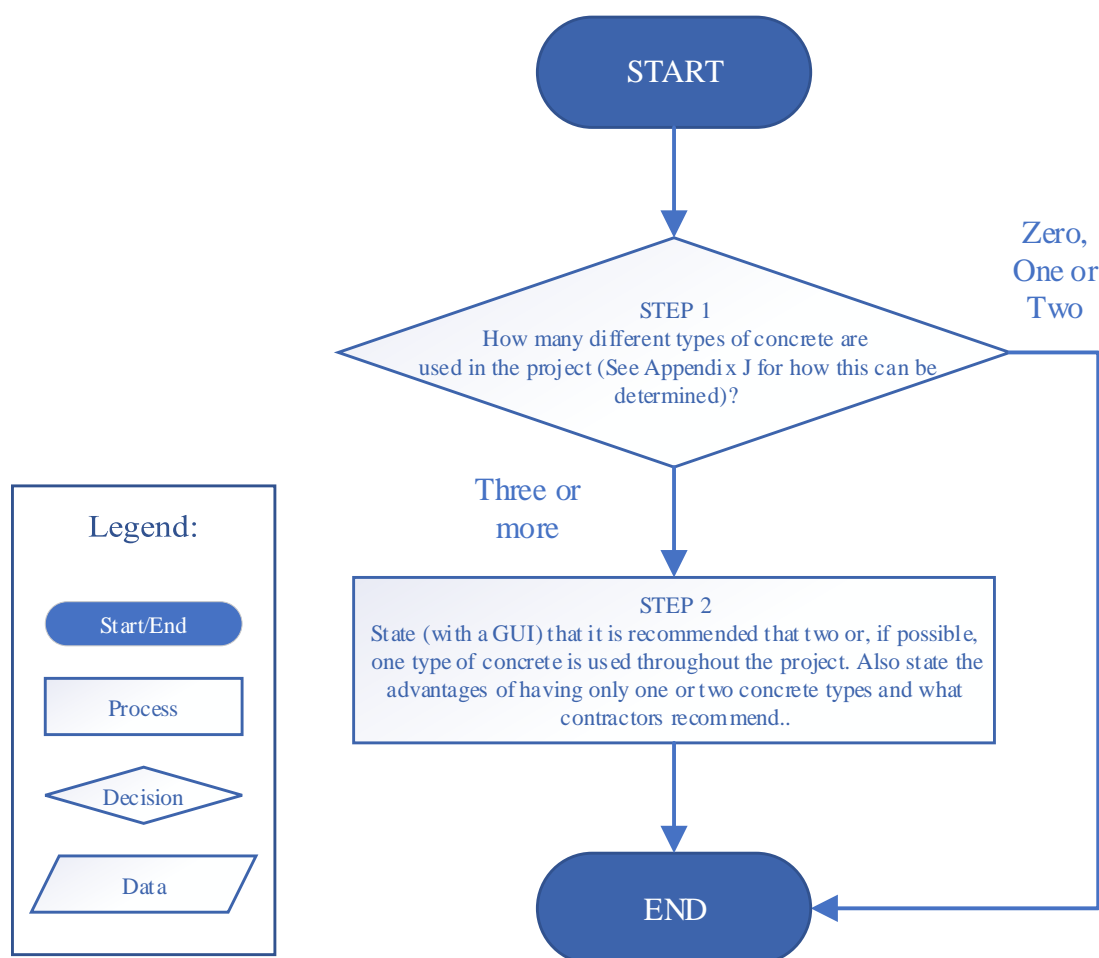 START
Zero,
One or
Two
STEP 1
How many different types of concrete are
used in the project (See Appendix J for how this can be
determined)?
Three or
more
STEP 2
State (with a GUI) that it is recommended that two or, if possible,
one type of concrete is used throughout the project. Also state the
advantages of having only one or two concrete types and what
contractors recommend..
END
Legend:
Start/End
Process
Decision
Data